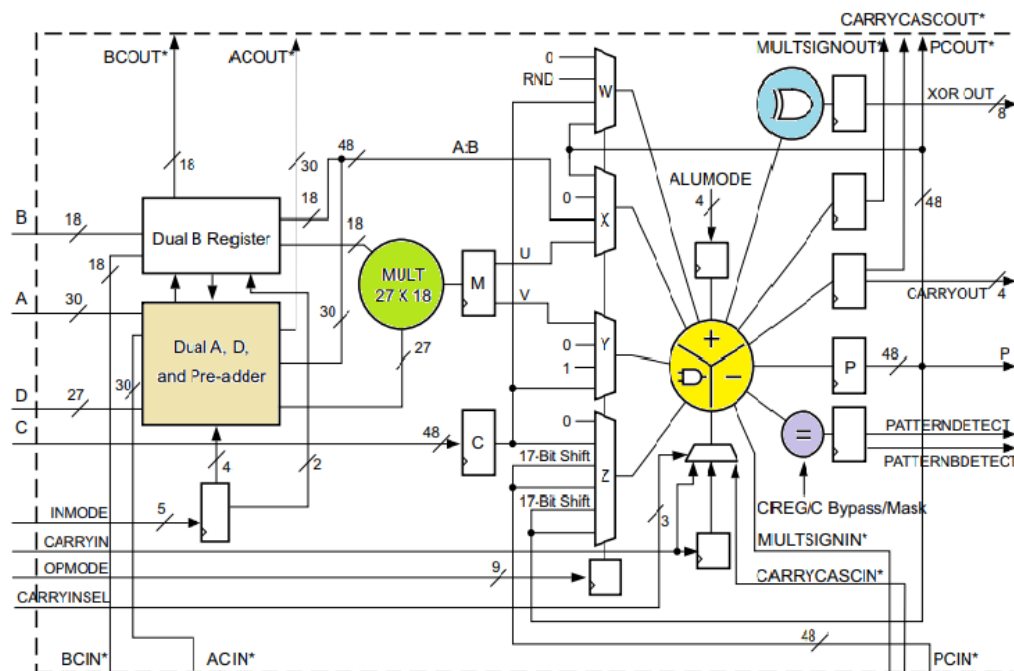 CARRYCASCOUT*
BCOUT*
ACOUT*
MULTSIGNOUT*
PCOUT*
0
RND
W
XOR OUT
8
18
30
48
A:B
ALUMODE
4
48
B
18
Dual B Register
18
18
0
X
18
MULT
27 X 18
M
U
V
A
30
30
CARRYOUT
4
Dual A, D,
and Pre-adder
30
27
0
1
Y
+
−
P
48
P
D
27
C
48
C
0
17-Bit Shift
17-Bit Shift
Z
=
PATTERNDETECT
PATTERNBDETECT
4
2
3
CREG/C Bypass/Mask
INMODE
5
CARRYIN
MULTSIGNIN*
OPMODE
9
CARRYCASCIN*
CARRYINSEL
48
BCIN*
ACIN*
PCIN*